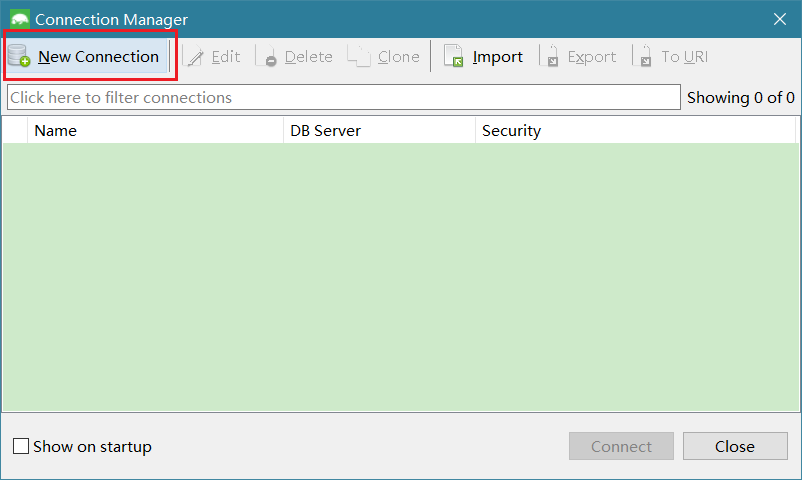 Connection Manager
New Connection Edit Delete Clone Import Export To URI
Click here to filter connections Showing 0 of 0
Name DB Server Security
Show on startup Connect Close